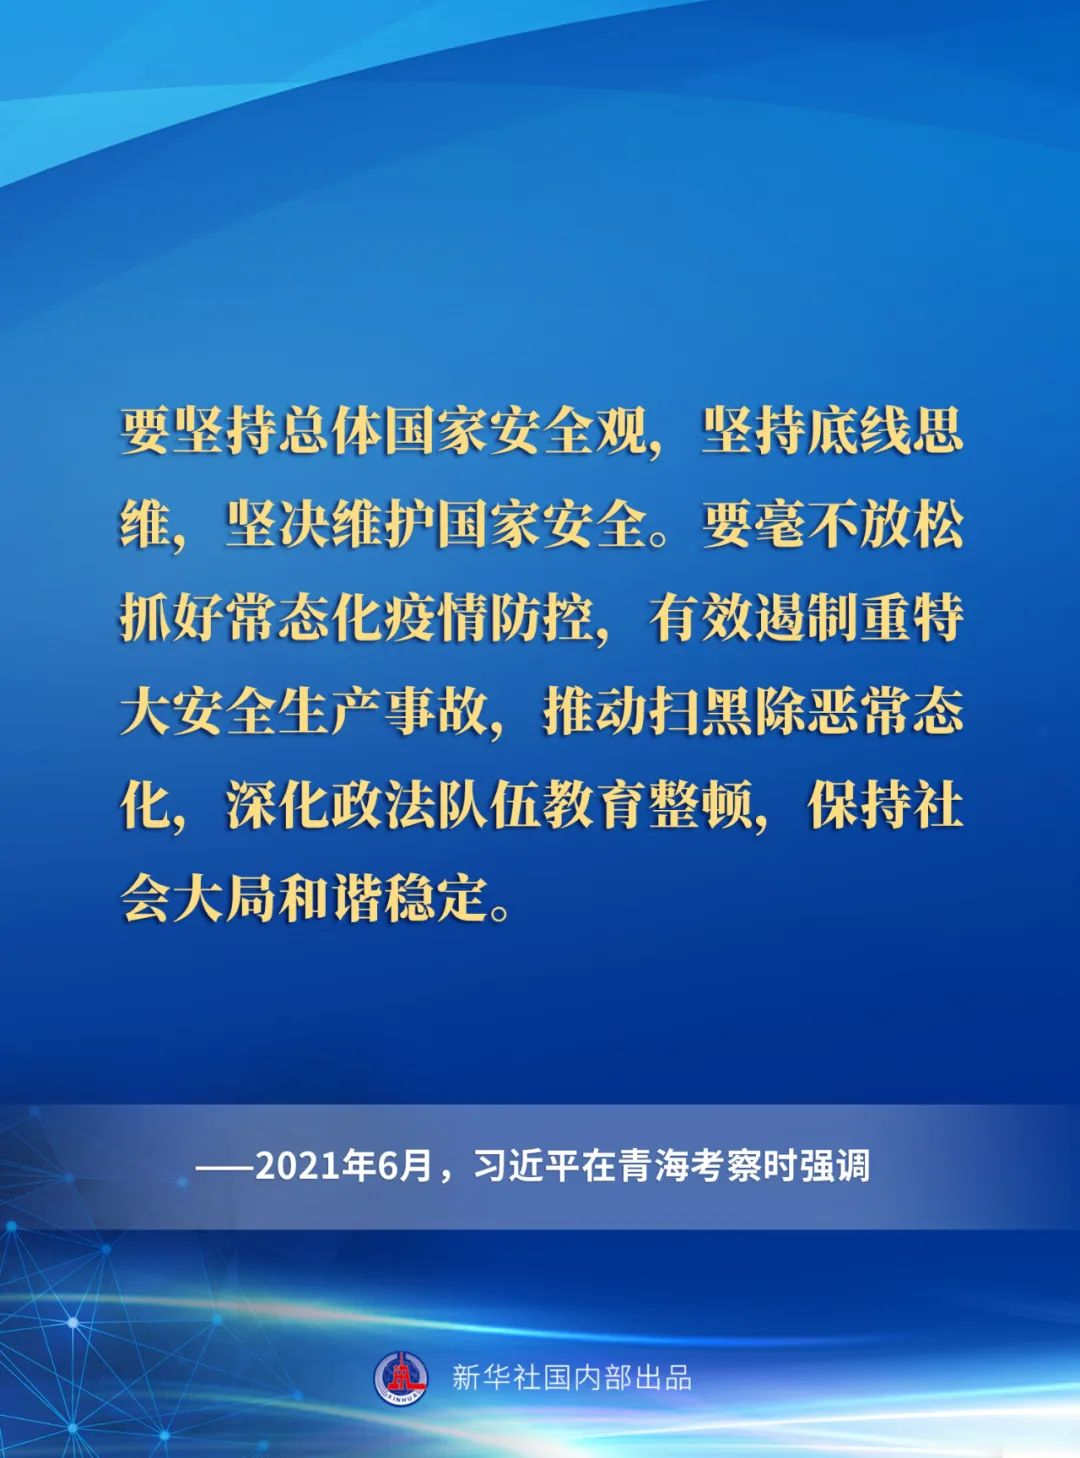 要坚持总体国家安全观，坚持底线思
维，坚决维护国家安全。要毫不放松
抓好常态化疫情防控，有效遏制重特
大安全生产事故，推动扫黑除恶常态
化，深化政法队伍教育整顿，保持社
会大局和谐稳定。
——2021年6月，习近平在青海考察时强调
XINHUA
新华社国内部出品